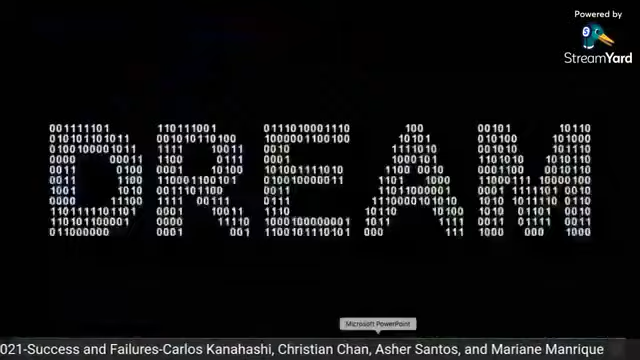 Powered by
StreamYard
DREAM
Microsoft PowerPoint
021-Success and Failures-Carlos Kanahashi, Christian Chan, Asher Santos, and Mariane Manrique